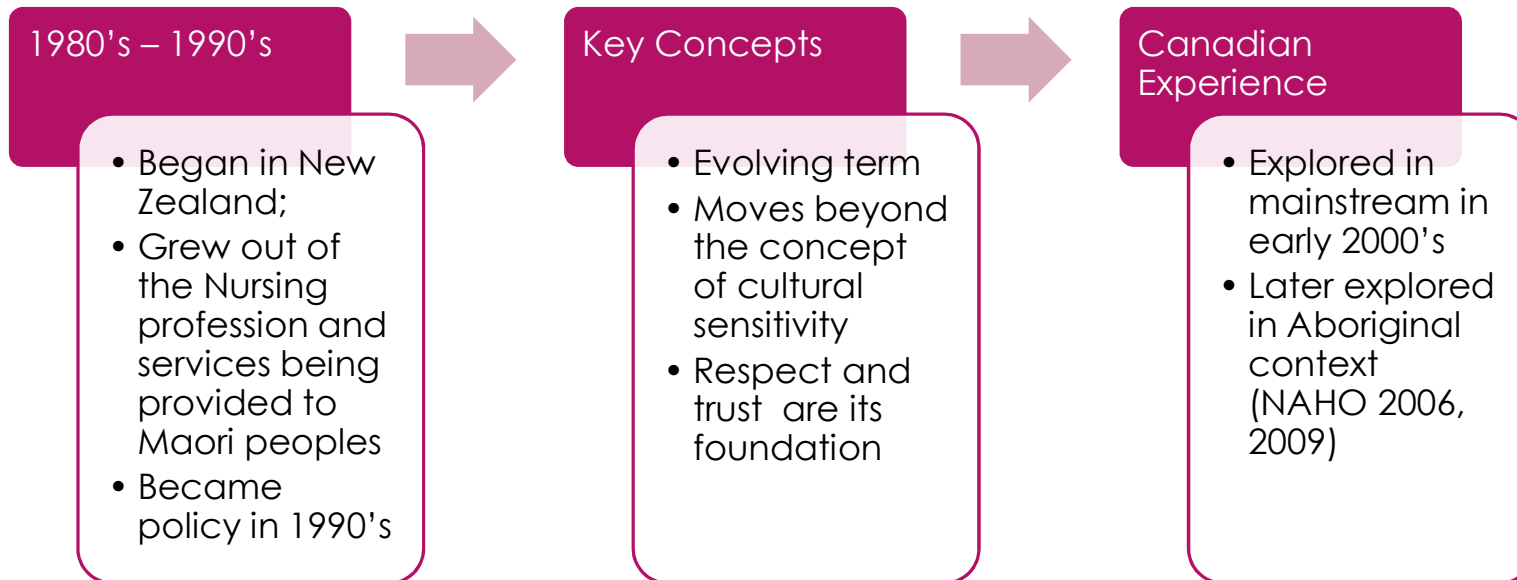 1980’s – 1990’s
• Began in New
Zealand;
• Grew out of
the Nursing
profession and
services being
provided to
Maori peoples
• Became
policy in 1990’s
Key Concepts
• Evolving term
• Moves beyond
the concept
of cultural
sensitivity
• Respect and
trust  are its
foundation
Canadian
Experience
• Explored in
mainstream in
early 2000’s
• Later explored
in Aboriginal
context
(NAHO 2006,
2009)